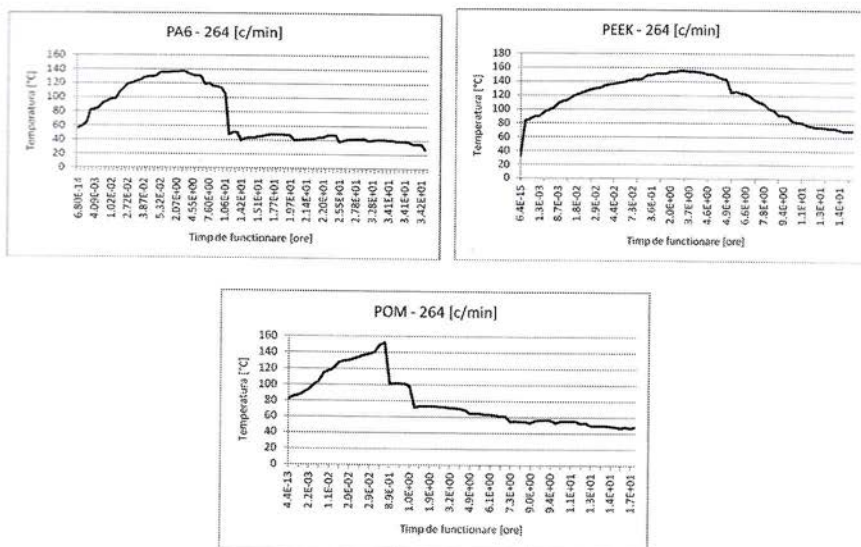 PA6 - 264 [c/min]
Temperatura [°C]
160
140
120
100
80
60
40
20
0
6.80E-14
4.09E-03
1.02E-02
2.72E-02
3.87E-02
5.32E-02
2.07E+00
4.55E+00
7.60E+00
1.06E+01
1.42E+01
1.51E+01
1.77E+01
1.97E+01
2.14E+01
2.20E+01
2.55E+01
2.78E+01
3.28E+01
3.41E+01
3.41E+01
3.42E+01
Timp de functionare [ore]
PEEK - 264 [c/min]
Temperatura [°C]
180
160
140
120
100
80
60
40
20
0
6.4E-15
1.3E-03
8.7E-03
1.8E-02
2.9E-02
4.4E-02
7.3E-02
3.6E-01
2.0E+00
3.7E+00
4.6E+00
4.9E+00
6.6E+00
7.8E+00
9.4E+00
1.1E+01
1.3E+01
1.4E+01
Timp de functionare [ore]
POM - 264 [c/min]
Temperatura [°C]
160
140
120
100
80
60
40
20
0
4.4E-13
2.2E-03
1.1E-02
2.0E-02
2.9E-02
8.9E-01
1.0E+00
1.9E+00
3.2E+00
4.9E+00
6.1E+00
7.3E+00
9.0E+00
9.4E+00
1.1E+01
1.3E+01
1.4E+01
1.7E+01
Timp de functionare [ore]